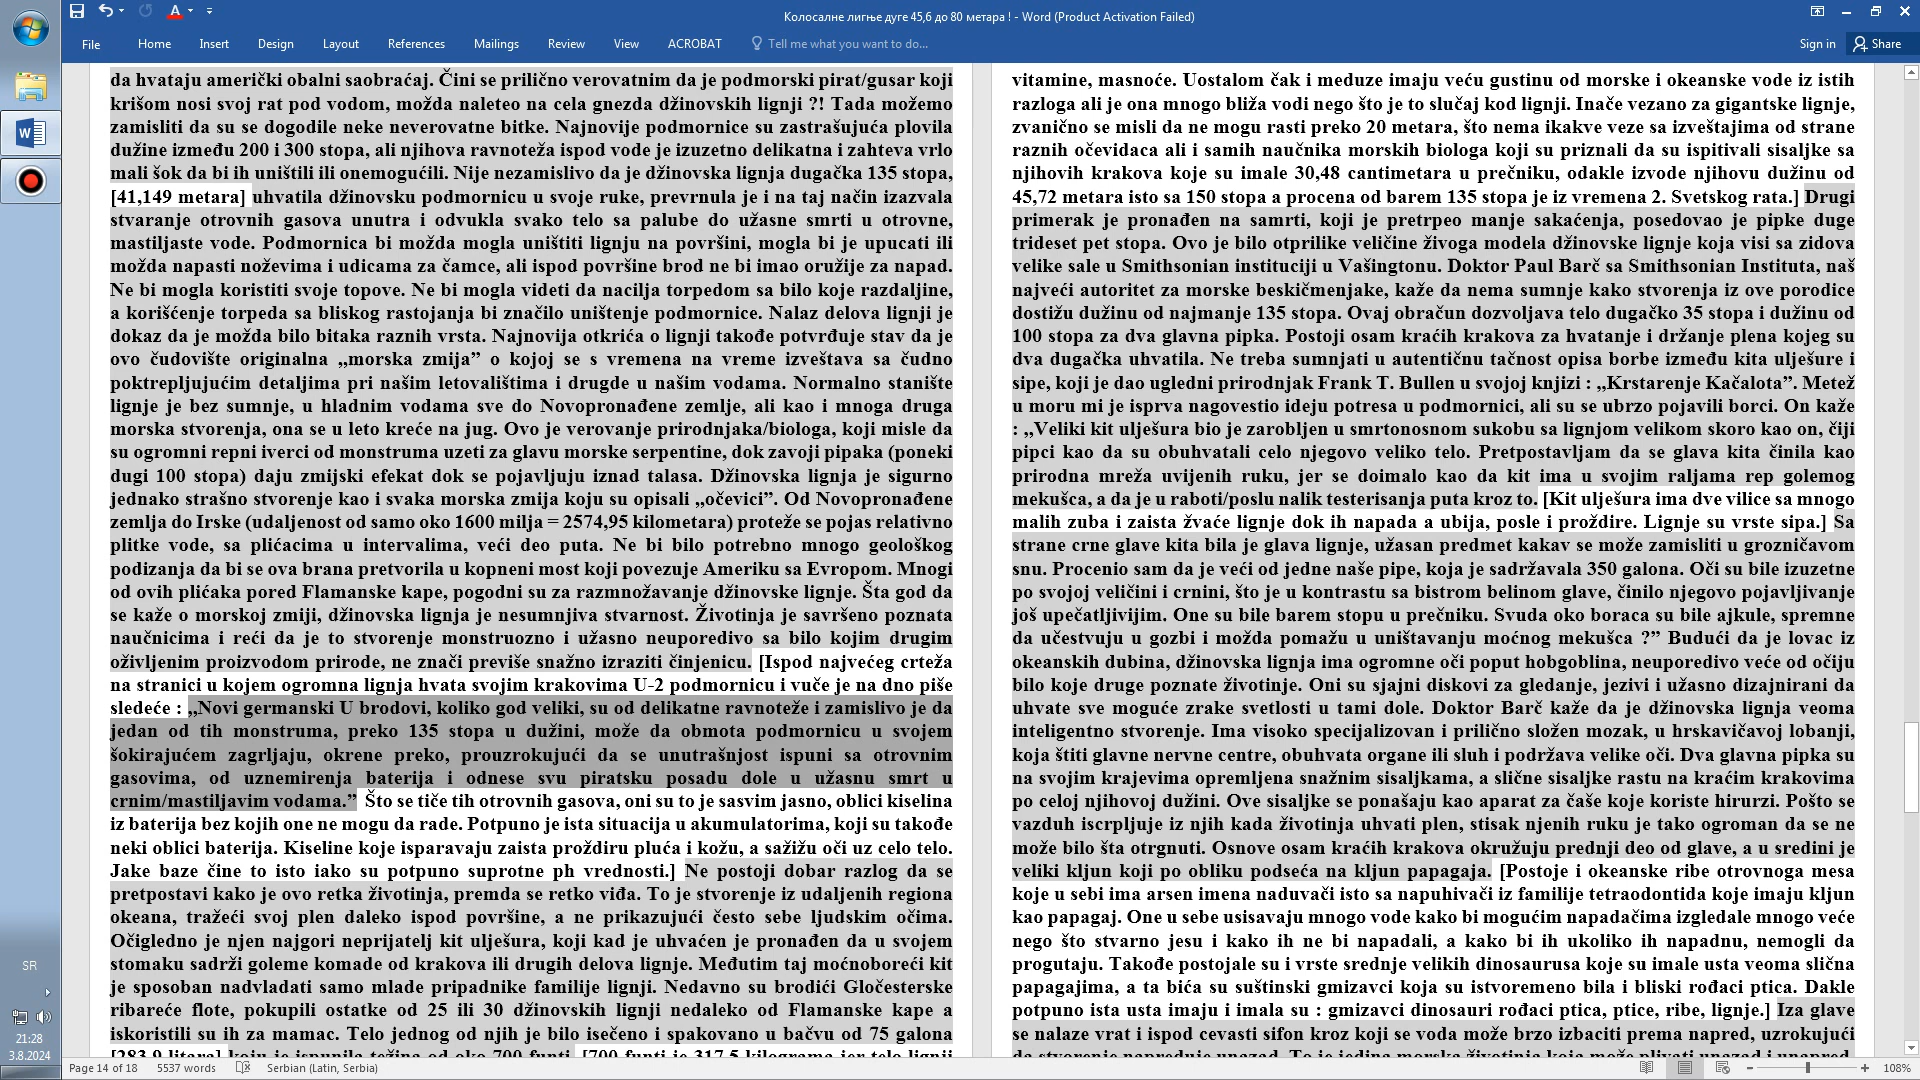 Колосалне лигње дуге 45,6 до 80 метара ! - Word (Product Activation Failed)
File Home Insert Design Layout References Mailings Review View ACROBAT Tell me what you want to do... Sign in Share
da hvataju američki obalni saobraćaj. Čini se prilično verovatnim da je podmorski pirat/gusar koji
krišom nosi svoj rat pod vodom, možda naleteo na cela gnezda džinovskih lignji ?! Tada možemo
zamisliti da su se dogodile neke neverovatne bitke. Najnovije podmornice su zastrašujuća plovila
dužine između 200 i 300 stopa, ali njihova ravnoteža ispod vode je izuzetno delikatna i zahteva vrlo
mali šok da bi ih uništili ili onemogućili. Nije nezamislivo da je džinovska lignja dugačka 135 stopa,
[41,149 metara] uhvatila džinovsku podmornicu u svoje ruke, prevrnula je i na taj način izazvala
stvaranje otrovnih gasova unutra i odvukla svako telo sa palube do užasne smrti u otrovne,
mastiljaste vode. Podmornica bi možda mogla uništiti lignju na površini, mogla bi je upucati ili
možda napasti noževima i udicama za čamce, ali ispod površine brod ne bi imao oružije za napad.
Ne bi mogla koristiti svoje topove. Ne bi mogla videti da nacilja torpedom sa bilo koje razdaljine,
a korišćenje torpeda sa bliskog rastojanja bi značilo uništenje podmornice. Nalaz delova lignji je
dokaz da je možda bilo bitaka raznih vrsta. Najnovija otkrića o lignji takođe potvrđuje stav da je
ovo čudovište originalna ,,morska zmija” o kojoj se s vremena na vreme izveštava sa čudno
poktrepljujućim detaljima pri našim letovalištima i drugde u našim vodama. Normalno stanište
lignje je bez sumnje, u hladnim vodama sve do Novopronađene zemlje, ali kao i mnoga druga
morska stvorenja, ona se u leto kreće na jug. Ovo je verovanje prirodnjaka/biologa, koji misle da
su ogromni repni iverci od monstruma uzeti za glavu morske serpentine, dok zavoji pipaka (poneki
dugi 100 stopa) daju zmijski efekat dok se pojavljuju iznad talasa. Džinovska lignja je sigurno
jednako strašno stvorenje kao i svaka morska zmija koju su opisali ,,očevici”. Od Novopronađene
zemlja do Irske (udaljenost od samo oko 1600 milja = 2574,95 kilometara) proteže se pojas relativno
plitke vode, sa plićacima u intervalima, veći deo puta. Ne bi bilo potrebno mnogo geološkog
podizanja da bi se ova brana pretvorila u kopneni most koji povezuje Ameriku sa Evropom. Mnogi
od ovih plićaka pored Flamanske kape, pogodni su za razmnožavanje džinovske lignje. Šta god da
se kaže o morskoj zmiji, džinovska lignja je nesumnjiva stvarnost. Životinja je savršeno poznata
naučnicima i reći da je to stvorenje monstruozno i užasno neuporedivo sa bilo kojim drugim
oživljenim proizvodom prirode, ne znači previše snažno izraziti činjenicu. [Ispod najvećeg crteža
na stranici u kojem ogromna lignja hvata svojim krakovima U-2 podmornicu i vuče je na dno piše
sledeće : ,,Novi germanski U brodovi, koliko god veliki, su od delikatne ravnoteže i zamislivo je da
jedan od tih monstruma, preko 135 stopa u dužini, može da obmota podmornicu u svojem
šokirajućem zagrljaju, okrene preko, prouzrokujući da se unutrašnjost ispuni sa otrovnim
gasovima, od uznemirenja baterija i odnese svu piratsku posadu dole u užasnu smrt u
crnim/mastiljavim vodama.” Što se tiče tih otrovnih gasova, oni su to je sasvim jasno, oblici kiselina
iz baterija bez kojih one ne mogu da rade. Potpuno je ista situacija u akumulatorima, koji su takođe
neki oblici baterija. Kiseline koje isparavaju zaista proždiru pluća i kožu, a sažižu oči uz celo telo.
Jake baze čine to isto iako su potpuno suprotne ph vrednosti.] Ne postoji dobar razlog da se
pretpostavi kako je ovo retka životinja, premda se retko viđa. To je stvorenje iz udaljenih regiona
okeana, tražeći svoj plen daleko ispod površine, a ne prikazujući često sebe ljudskim očima.
Očigledno je njen najgori neprijatelj kit ulješura, koji kad je uhvaćen je pronađen da u svojem
stomaku sadrži goleme komade od krakova ili drugih delova lignje. Međutim taj moćnoboreći kit
je sposoban nadvladati samo mlade pripadnike familije lignji. Nedavno su brodići Gločesterske
ribareće flote, pokupili ostatke od 25 ili 30 džinovskih lignji nedaleko od Flamanske kape a
iskoristili su ih za mamac. Telo jednog od njih je bilo isečeno i spakovano u bačvu od 75 galona
[283,9 litara] koju je ispunila težina od oko 700 funti. [700 funti je 317,5 kilograma jer telo lignji
vitamine, masnoće. Uostalom čak i meduze imaju veću gustinu od morske i okeanske vode iz istih
razloga ali je ona mnogo bliža vodi nego što je to slučaj kod lignji. Inače vezano za gigantske lignje,
zvanično se misli da ne mogu rasti preko 20 metara, što nema ikakve veze sa izveštajima od strane
raznih očevidaca ali i samih naučnika morskih biologa koji su priznali da su ispitivali sisaljke sa
njihovih krakova koje su imale 30,48 cantimetara u prečniku, odakle izvode njihovu dužinu od
45,72 metara isto sa 150 stopa a procena od barem 135 stopa je iz vremena 2. Svetskog rata.] Drugi
primerak je pronađen na samrti, koji je pretrpeo manje sakaćenja, posedovao je pipke duge
trideset pet stopa. Ovo je bilo otprilike veličine živoga modela džinovske lignje koja visi sa zidova
velike sale u Smithsonian instituciji u Vašingtonu. Doktor Paul Barč sa Smithsonian Instituta, naš
najveći autoritet za morske beskičmenjake, kaže da nema sumnje kako stvorenja iz ove porodice
dostižu dužinu od najmanje 135 stopa. Ovaj obračun dozvoljava telo dugačko 35 stopa i dužinu od
100 stopa za dva glavna pipka. Postoji osam kraćih krakova za hvatanje i držanje plena kojeg su
dva dugačka uhvatila. Ne treba sumnjati u autentičnu tačnost opisa borbe između kita ulješure i
sipe, koji je dao ugledni prirodnjak Frank T. Bullen u svojoj knjizi : ,,Krstarenje Kačalota”. Metež
u moru mi je isprva nagovestio ideju potresa u podmornici, ali su se ubrzo pojavili borci. On kaže
: ,,Veliki kit ulješura bio je zarobljen u smrtonosnom sukobu sa lignjom velikom skoro kao on, čiji
pipci kao da su obuhvatali celo njegovo veliko telo. Pretpostavljam da se glava kita činila kao
prirodna mreža uvijenih ruku, jer se doimalo kao da kit ima u svojim raljama rep golemog
mekušca, a da je u raboti/poslu nalik testerisanja puta kroz to. [Kit ulješura ima dve vilice sa mnogo
malih zuba i zaista žvaće lignje dok ih napada a ubija, posle i proždire. Lignje su vrste sipa.] Sa
strane crne glave kita bila je glava lignje, užasan predmet kakav se može zamisliti u grozničavom
snu. Procenio sam da je veći od jedne naše pipe, koja je sadržavala 350 galona. Oči su bile izuzetne
po svojoj veličini i crnini, što je u kontrastu sa bistrom belinom glave, činilo njegovo pojavljivanje
još upečatljivijim. One su bile barem stopu u prečniku. Svuda oko boraca su bile ajkule, spremne
da učestvuju u gozbi i možda pomažu u uništavanju moćnog mekušca ?” Budući da je lovac iz
okeanskih dubina, džinovska lignja ima ogromne oči poput hobgoblina, neuporedivo veće od očiju
bilo koje druge poznate životinje. Oni su sjajni diskovi za gledanje, jezivi i užasno dizajnirani da
uhvate sve moguće zrake svetlosti u tami dole. Doktor Barč kaže da je džinovska lignja veoma
inteligentno stvorenje. Ima visoko specijalizovan i prilično složen mozak, u hrskavičavoj lobanji,
koja štiti glavne nervne centre, obuhvata organe ili sluh i podržava velike oči. Dva glavna pipka su
na svojim krajevima opremljena snažnim sisaljkama, a slične sisaljke rastu na kraćim krakovima
po celoj njihovoj dužini. Ove sisaljke se ponašaju kao aparat za čaše koje koriste hirurzi. Pošto se
vazduh iscrpljuje iz njih kada životinja uhvati plen, stisak njenih ruku je tako ogroman da se ne
može bilo šta otrgnuti. Osnove osam kraćih krakova okružuju prednji deo od glave, a u sredini je
veliki kljun koji po obliku podseća na kljun papagaja. [Postoje i okeanske ribe otrovnoga mesa
koje u sebi ima arsen imena naduvači isto sa napuhivači iz familije tetraodontida koje imaju kljun
kao papagaj. One u sebe usisavaju mnogo vode kako bi mogućim napadačima izgledale mnogo veće
nego što stvarno jesu i kako ih ne bi napadali, a kako bi ih ukoliko ih napadnu, nemogli da
progutaju. Takođe postojale su i vrste srednje velikih dinosaurusa koje su imale usta veoma slična
papagajima, a ta bića su suštinski gmizavci koja su istvoremeno bila i bliski rođaci ptica. Dakle
potpuno ista usta imaju i imala su : gmizavci dinosauri rođaci ptica, ptice, ribe, lignje.] Iza glave
se nalaze vrat i ispod cevasti sifon kroz koji se voda može brzo izbaciti prema napred, uzrokujući
da stvorenje napreduje unazad. To je jedina morska životinja koja može plivati unazad i unapred
SR
21:28
3.8.2024
Page 14 of 18 5537 words Serbian (Latin, Serbia) 108%